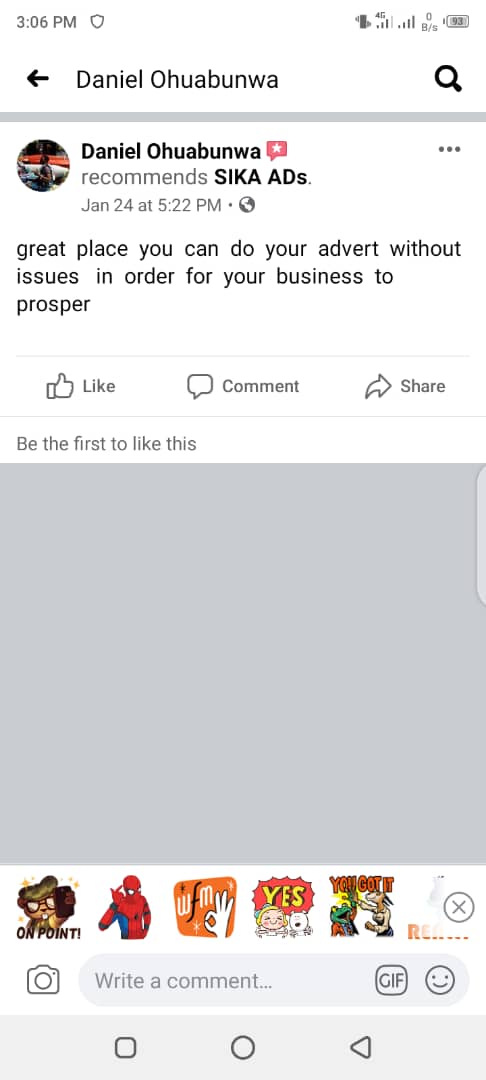 3:06 PM
4G
0 B/s
93
Daniel Ohuabunwa
Daniel Ohuabunwa
recommends SIKA ADs.
Jan 24 at 5:22 PM ·
great place you can do your advert without
issues in order for your business to
prosper
Like Comment Share
Be the first to like this
ON POINT!
YES
YOU GOT IT
Write a comment...
GIF